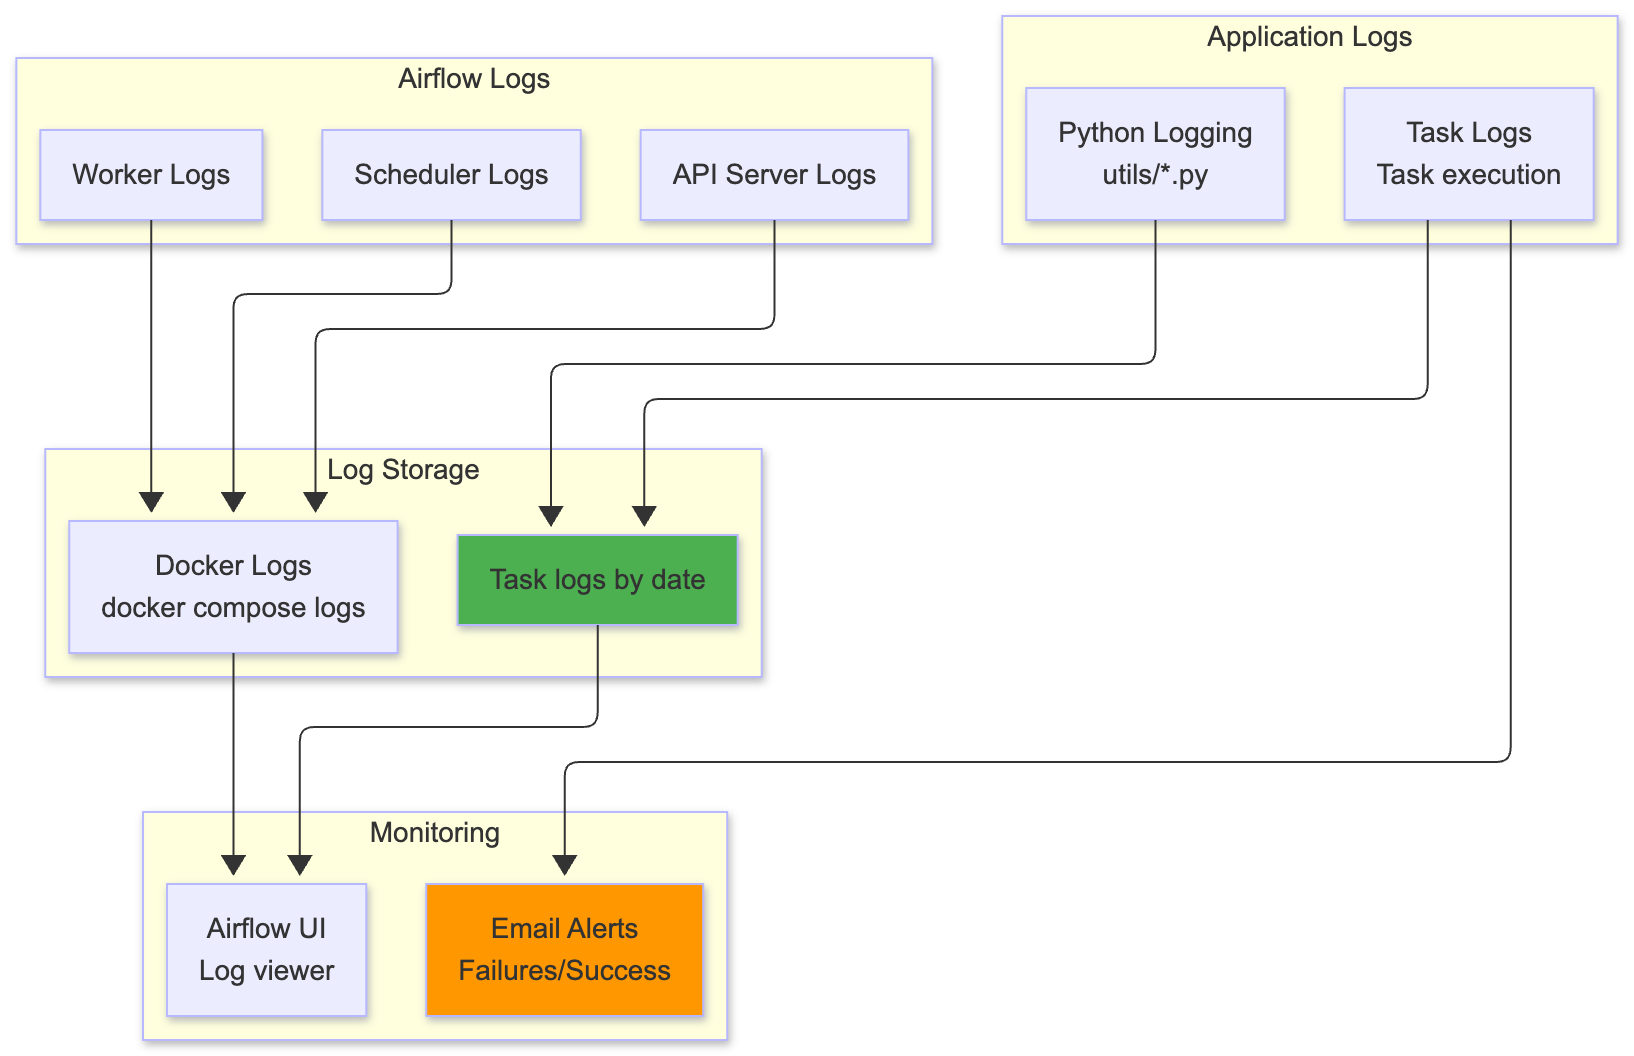 Application Logs
Airflow Logs
Python Logging
utils/*.py
Task Logs
Task execution
Worker Logs
Scheduler Logs
API Server Logs
Log Storage
Docker Logs
docker compose logs
Task logs by date
Monitoring
Airflow UI
Log viewer
Email Alerts
Failures/Success